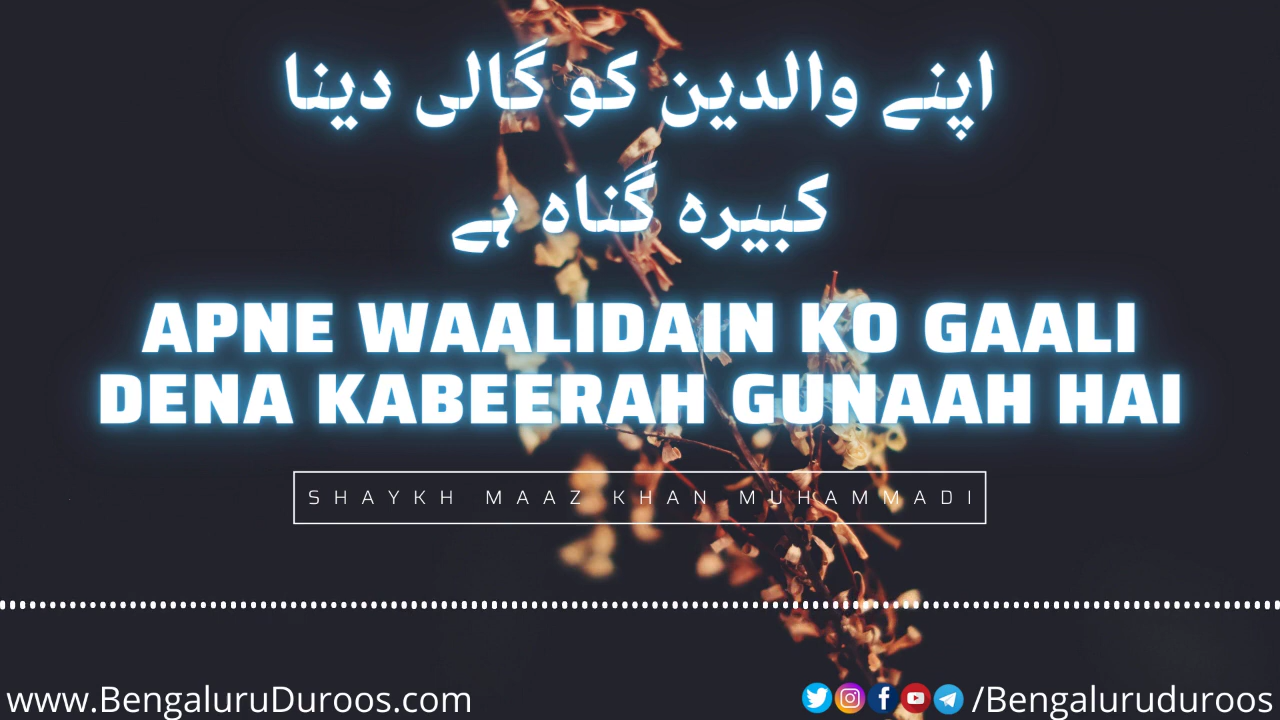 اپنے والدین کو گالی دینا
کبیرہ گناہ ہے
APNE WAALIDAIN KO GAALI
DENA KABEERAH GUNAAH HAI
SHAYKH MAAZ KHAN MUHAMMADI
www.BengaluruDuroos.com
/Bengaluruduroos